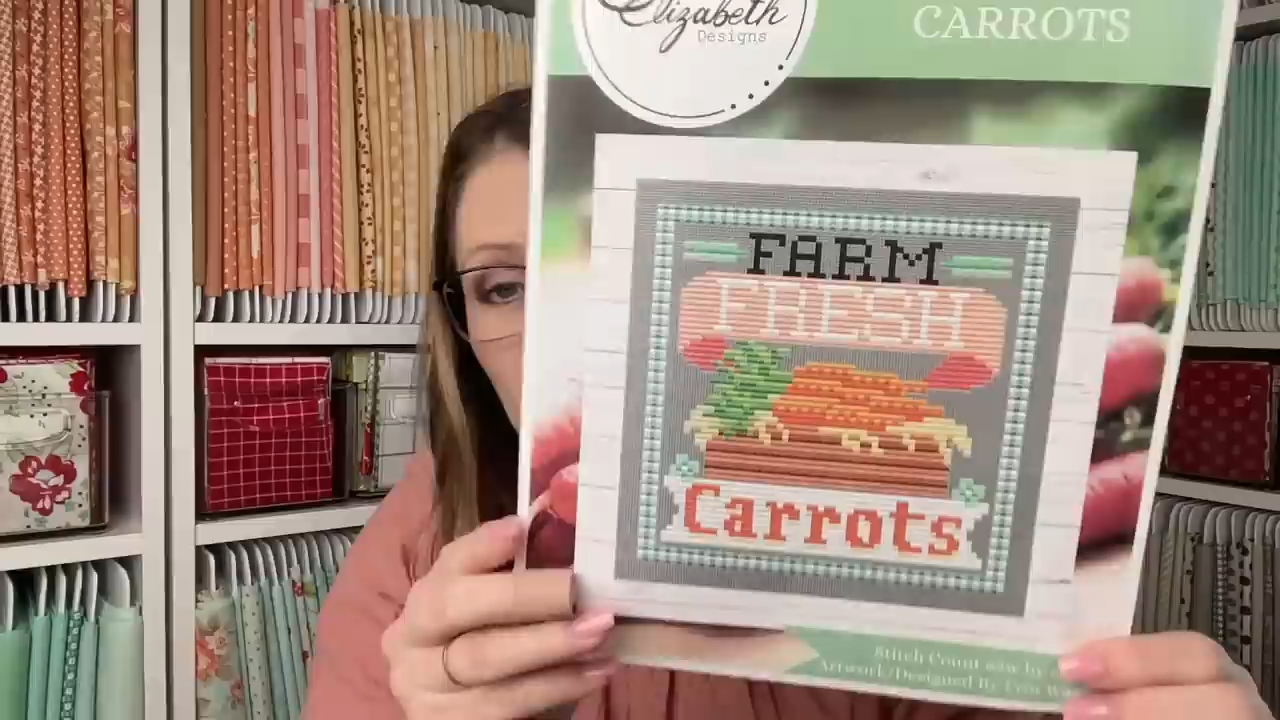 Elizabeth
Designs
CARROTS
FARM
FRESH
Carrots
Stitch Count
Artwork/Designed By